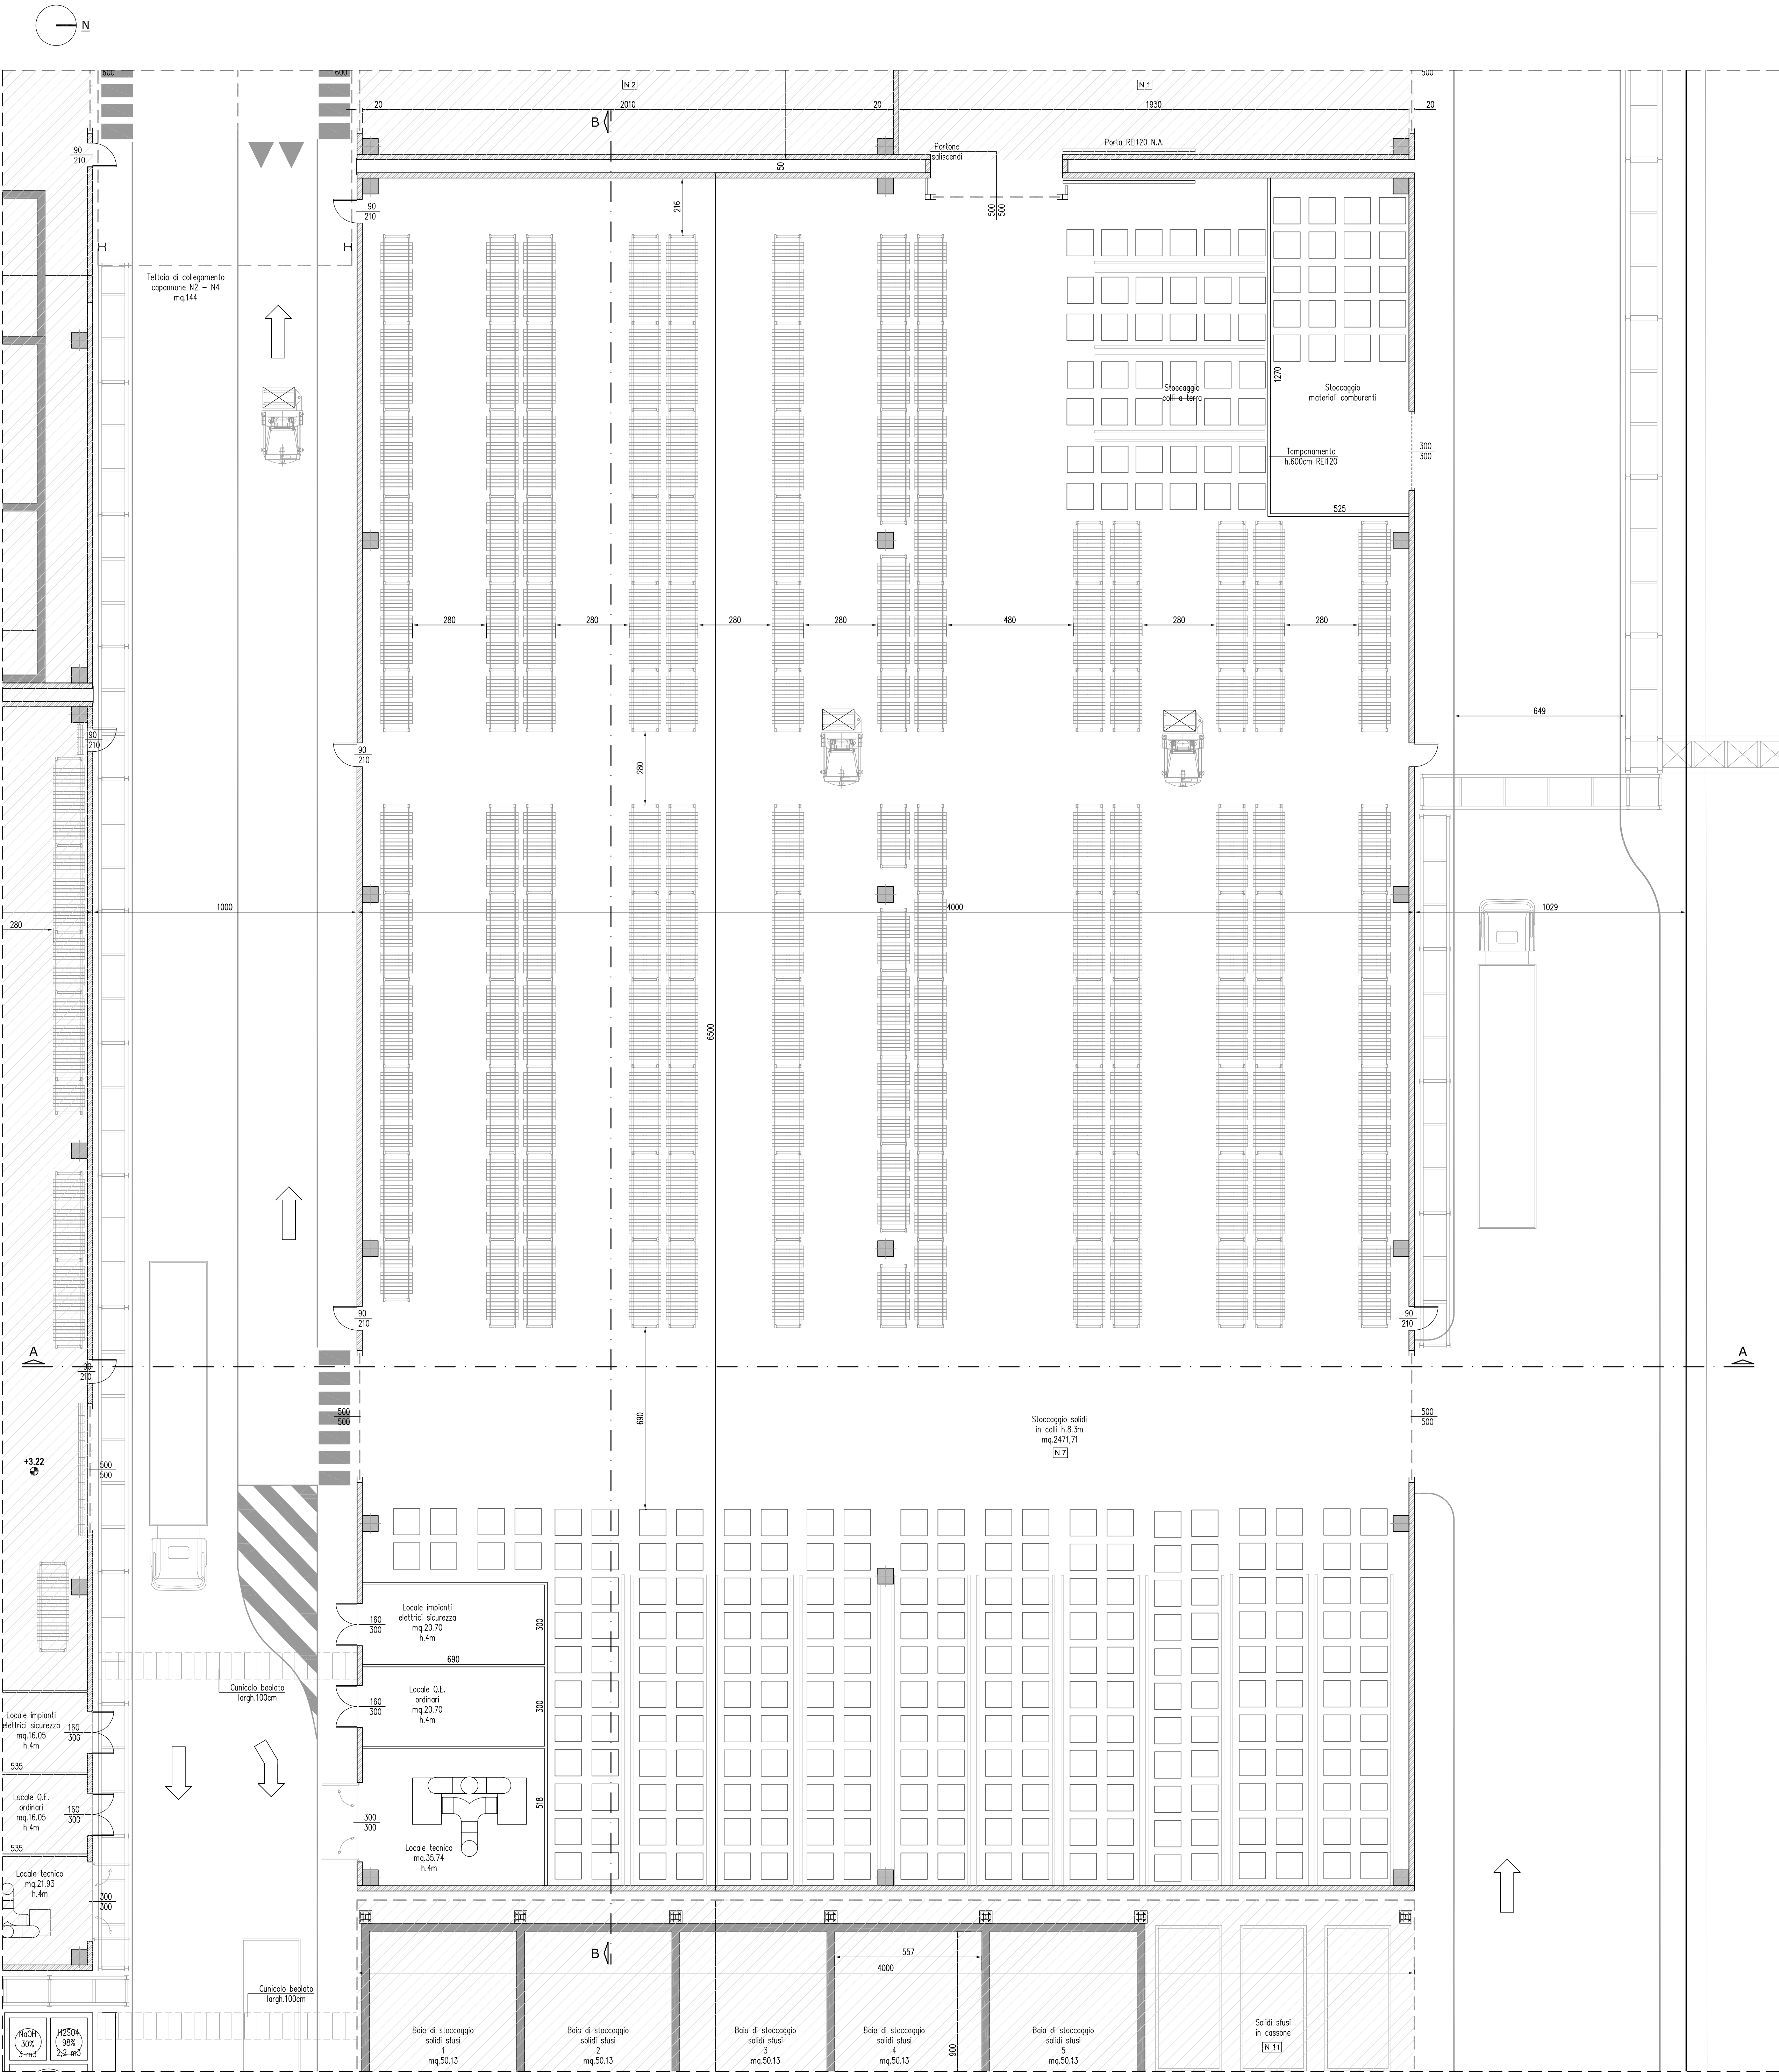 N
600
600
N 2
N 1
500
20
2010
20
1930
20
B
90
210
Portone
saliscendi
Porta REI120 N.A.
50
90
210
216
500
500
H
H
Tettoia di collegamento
capannone N2 - N4
mq.144
1270
Stoccaggio
colli a terra
Stoccaggio
materiali comburenti
Tamponamento
h.600cm REI120
300
300
525
280
280
280
280
480
280
280
649
90
210
90
210
280
1000
4000
1029
280
6500
90
210
90
210
A
A
90
210
500
500
690
Stoccaggio solidi
in colli h.8.3m
mq.2471,71
N 7
500
500
+3.22
500
500
Locale impianti
elettrici sicurezza
mq.20.70
h.4m
160
300
300
690
Cunicolo beolato
largh.100cm
Locale Q.E.
ordinari
mq.20.70
h.4m
160
300
300
Locale impianti
elettrici sicurezza
mq.16.05
h.4m
160
300
535
Locale Q.E.
ordinari
mq.16.05
h.4m
160
300
535
518
300
300
Locale tecnico
mq.35.74
h.4m
Locale tecnico
mq.21.93
h.4m
300
300
B
557
4000
Cunicolo beolato
largh.100cm
NaOH
30%
3 m3
H2SO4
98%
2,2 m3
Baia di stoccaggio
solidi sfusi
1
mq.50.13
Baia di stoccaggio
solidi sfusi
2
mq.50.13
Baia di stoccaggio
solidi sfusi
3
mq.50.13
Baia di stoccaggio
solidi sfusi
4
mq.50.13
900
Baia di stoccaggio
solidi sfusi
5
mq.50.13
Solidi sfusi
in cassone
N 11